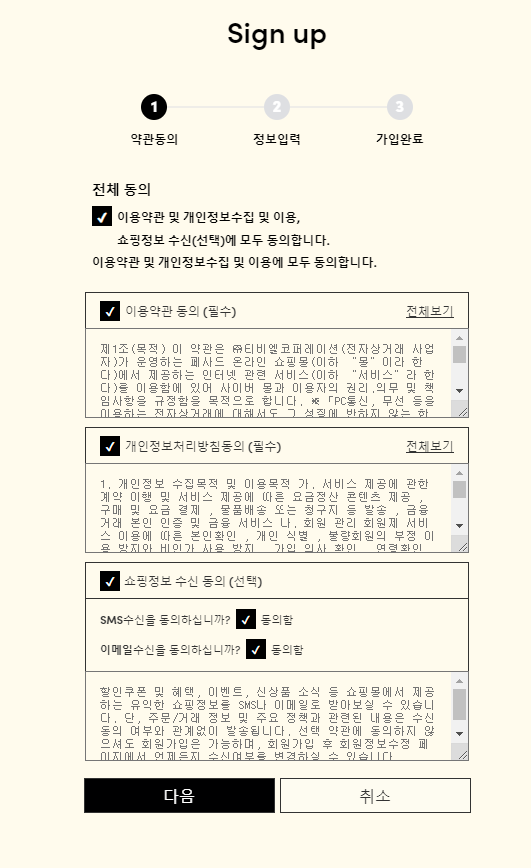 Sign up
1 2 3
약관동의 정보입력 가입완료
전체 동의
이용약관 및 개인정보수집 및 이용,
쇼핑정보 수신(선택)에 모두 동의합니다.
이용약관 및 개인정보수집 및 이용에 모두 동의합니다.
이용약관 동의 (필수) 전체보기
제1조(목적) 이 약관은 ㈜티비엘코퍼레이션(전자상거래 사업
자)가 운영하는 페사드 온라인 쇼핑몰(이하 "몰" 이라 한
다)에서 제공하는 인터넷 관련 서비스(이하 "서비스" 라 한
다)를 이용함에 있어 사이버 몰과 이용자의 권리.의무 및 책
임사항을 규정함을 목적으로 합니다. ※「PC통신, 무선 등을
이용하는 전자상거래에 대해서도 그 성질에 반하지 않는 한
개인정보처리방침동의 (필수) 전체보기
1. 개인정보 수집목적 및 이용목적 가. 서비스 제공에 관한
계약 이행 및 서비스 제공에 따른 요금정산 콘텐츠 제공 ,
구매 및 요금 결제 , 물품배송 또는 청구지 등 발송 , 금융
거래 본인 인증 및 금융 서비스 나. 회원 관리 회원제 서비
스 이용에 따른 본인확인 , 개인 식별 , 불량회원의 부정 이
용 방지와 비인가 사용 방지 , 가입 의사 확인 , 연령확인
쇼핑정보 수신 동의 (선택)
SMS수신을 동의하십니까? 동의함
이메일수신을 동의하십니까? 동의함
할인쿠폰 및 혜택, 이벤트, 신상품 소식 등 쇼핑몰에서 제공
하는 유익한 쇼핑정보를 SMS나 이메일로 받아보실 수 있습니
다. 단, 주문/거래 정보 및 주요 정책과 관련된 내용은 수신
동의 여부와 관계없이 발송됩니다. 선택 약관에 동의하지 않
으셔도 회원가입은 가능하며, 회원가입 후 회원정보수정 페
이지에서 언제든지 수신여부를 변경하실 수 있습니다.
다음 취소